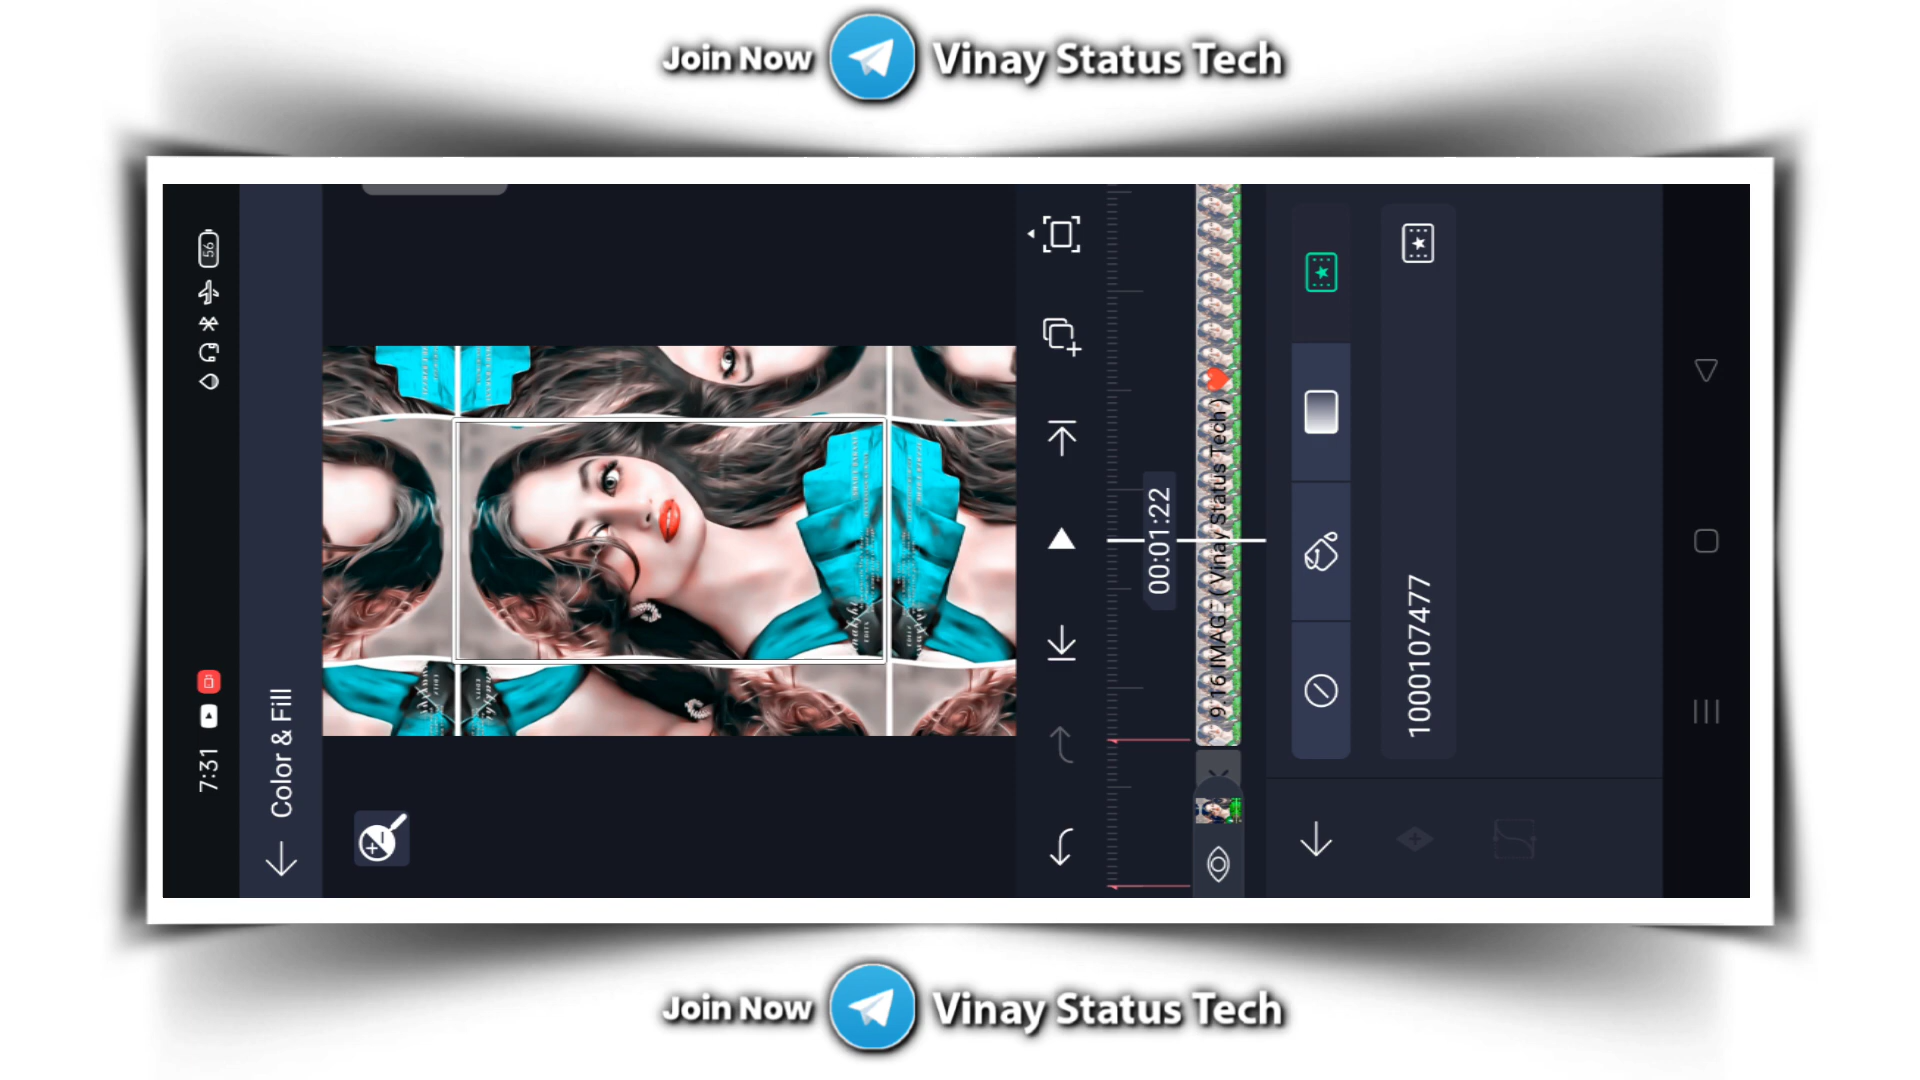 Join Now Vinay Status Tech
7:31
56
Color & Fill
00:01:22
9:16 IMAGE ( Vinay Status Tech )
1000107477
Join Now Vinay Status Tech